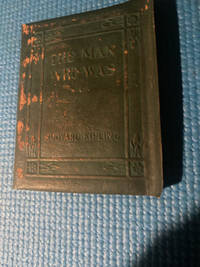 THE MAN
WHO WAS
RUDYARD KIPLING